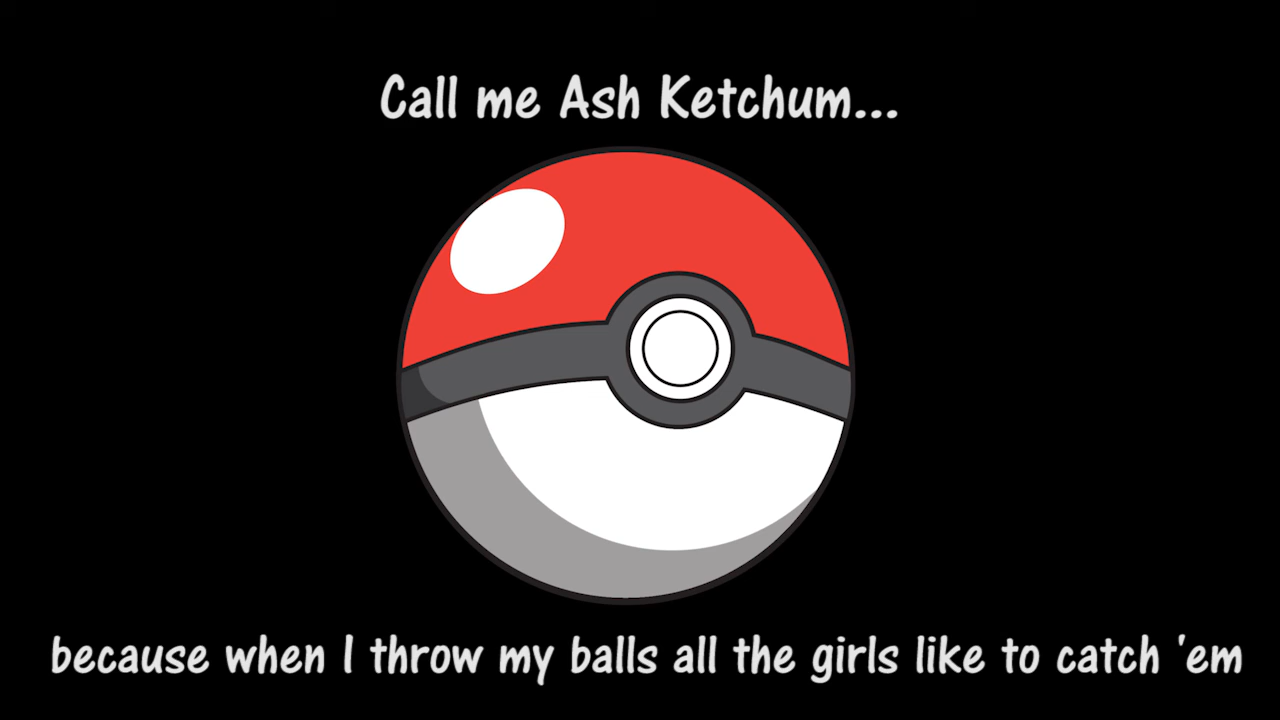 Call me Ash Ketchum...
because when I throw my balls all the girls like to catch 'em